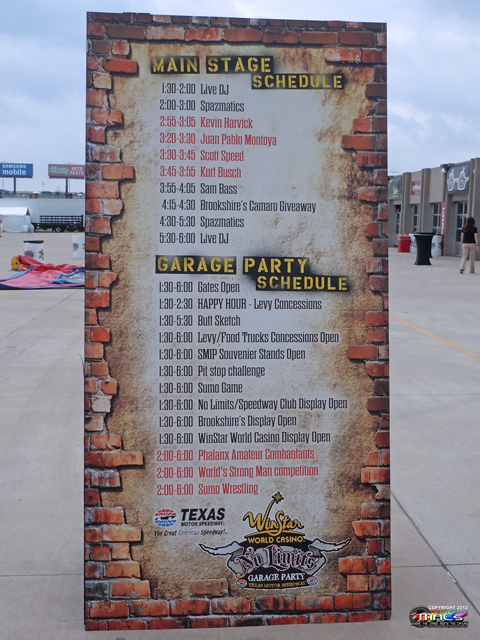 MAIN STAGE
SCHEDULE
1:30-2:00 Live DJ
2:00-3:00 Spazmatics
2:55-3:05 Kevin Harvick
3:20-3:30 Juan Pablo Montoya
3:30-3:45 Scott Speed
3:45-3:55 Kurt Busch
3:55-4:05 Sam Bass
4:15-4:30 Brookshire's Camaro Giveaway
4:30-5:30 Spazmatics
5:30-6:00 Live DJ
GARAGE PARTY
SCHEDULE
1:30-6:00 Gates Open
1:30-2:30 HAPPY HOUR - Levy Concessions
1:30-5:30 Butt Sketch
1:30-6:00 Levy/Food Trucks Concessions Open
1:30-6:00 SMIP Souvenier Stands Open
1:30-6:00 Pit stop challenge
1:30-6:00 Sumo Game
1:30-6:00 No Limits/Speedway Club Display Open
1:30-6:00 Brookshire's Display Open
1:30-6:00 WinStar World Casino Display Open
2:00-6:00 Phalanx Amateur Combantants
2:00-6:00 World's Strong Man competition
2:00-6:00 Sumo Wrestling
TEXAS
MOTOR SPEEDWAY.
The Great American Speedway!
WinStar
WORLD CASINO
No Limits
GARAGE PARTY
TEXAS MOTOR SPEEDWAY
SAMSUNG
mobile
AUTO
PARTS
COPYRIGHT 2012